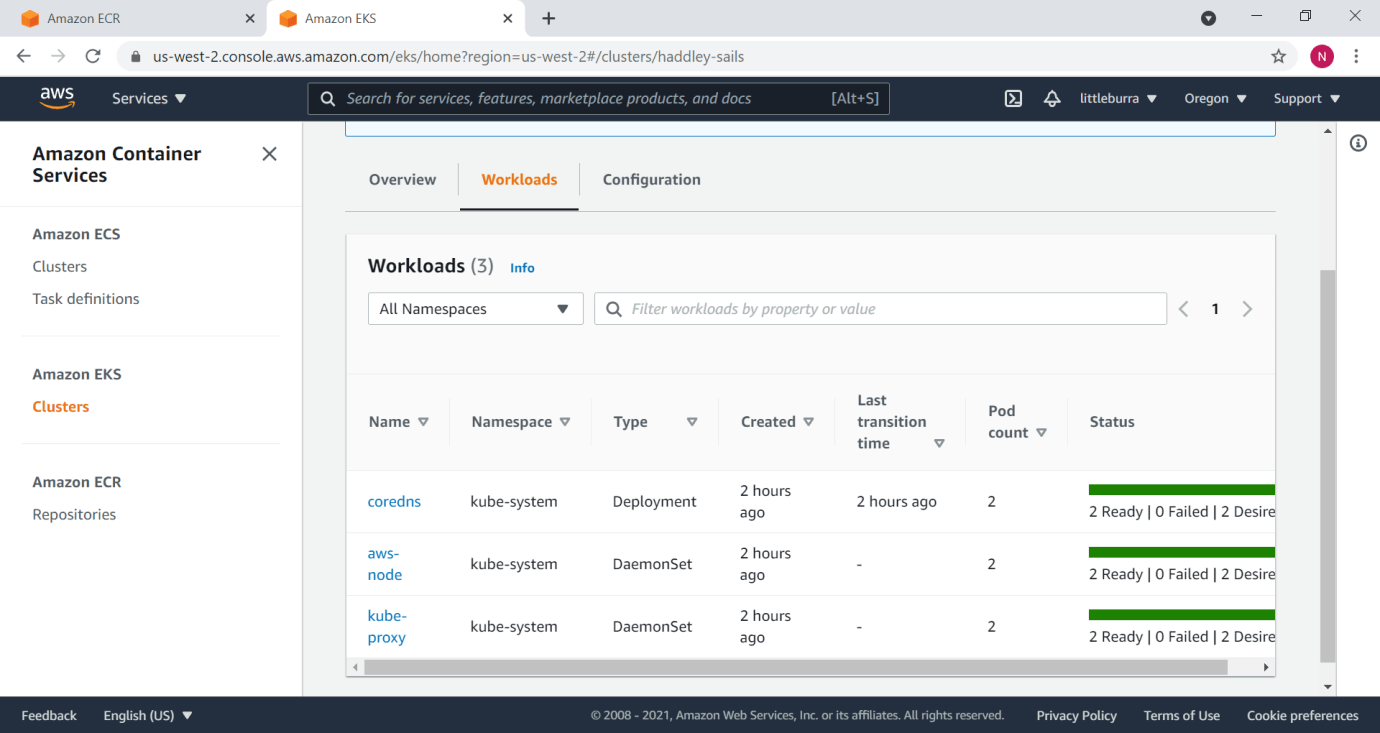 Amazon ECR
Amazon EKS
us-west-2.console.aws.amazon.com/eks/home?region=us-west-2#/clusters/haddley-sails
N
aws
Services
Search for services, features, marketplace products, and docs [Alt+S]
littleburra
Oregon
Support
Amazon Container
Services
Amazon ECS
Clusters
Task definitions
Amazon EKS
Clusters
Amazon ECR
Repositories
Overview
Workloads
Configuration
Workloads (3) Info
All Namespaces
Filter workloads by property or value
1
Name
Namespace
Type
Created
Last
transition
time
Pod
count
Status
coredns
kube-system
Deployment
2 hours
ago
2 hours ago
2
2 Ready | 0 Failed | 2 Desire
aws-
node
kube-system
DaemonSet
2 hours
ago
-
2
2 Ready | 0 Failed | 2 Desire
kube-
proxy
kube-system
DaemonSet
2 hours
ago
-
2
2 Ready | 0 Failed | 2 Desire
Feedback
English (US)
© 2008 - 2021, Amazon Web Services, Inc. or its affiliates. All rights reserved.
Privacy Policy
Terms of Use
Cookie preferences